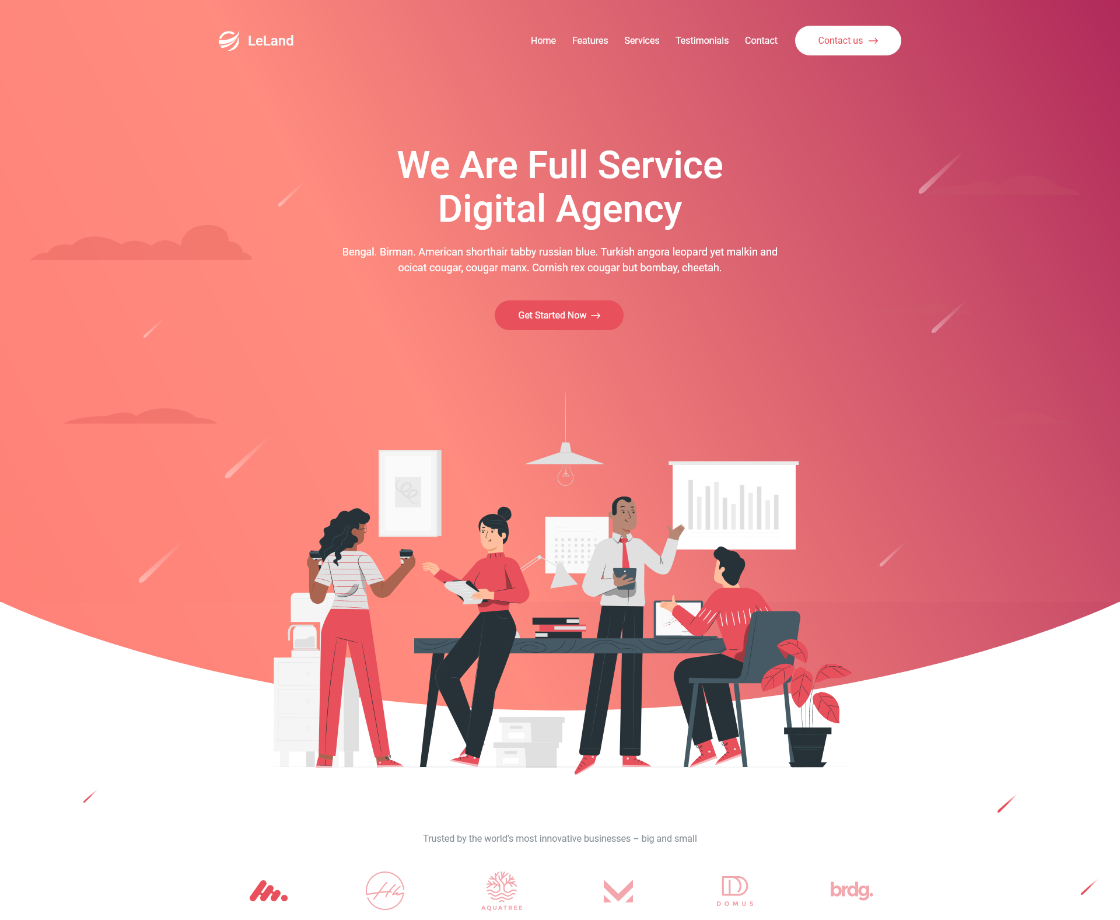 LeLand
Home Features Services Testimonials Contact Contact us
We Are Full Service
Digital Agency
Bengal. Birman. American shorthair tabby russian blue. Turkish angora leopard yet malkin and
ocicat cougar, cougar manx. Cornish rex cougar but bombay, cheetah.
Get Started Now
Trusted by the world's most innovative businesses – big and small
AQUATREE
DOMUS
brdg.